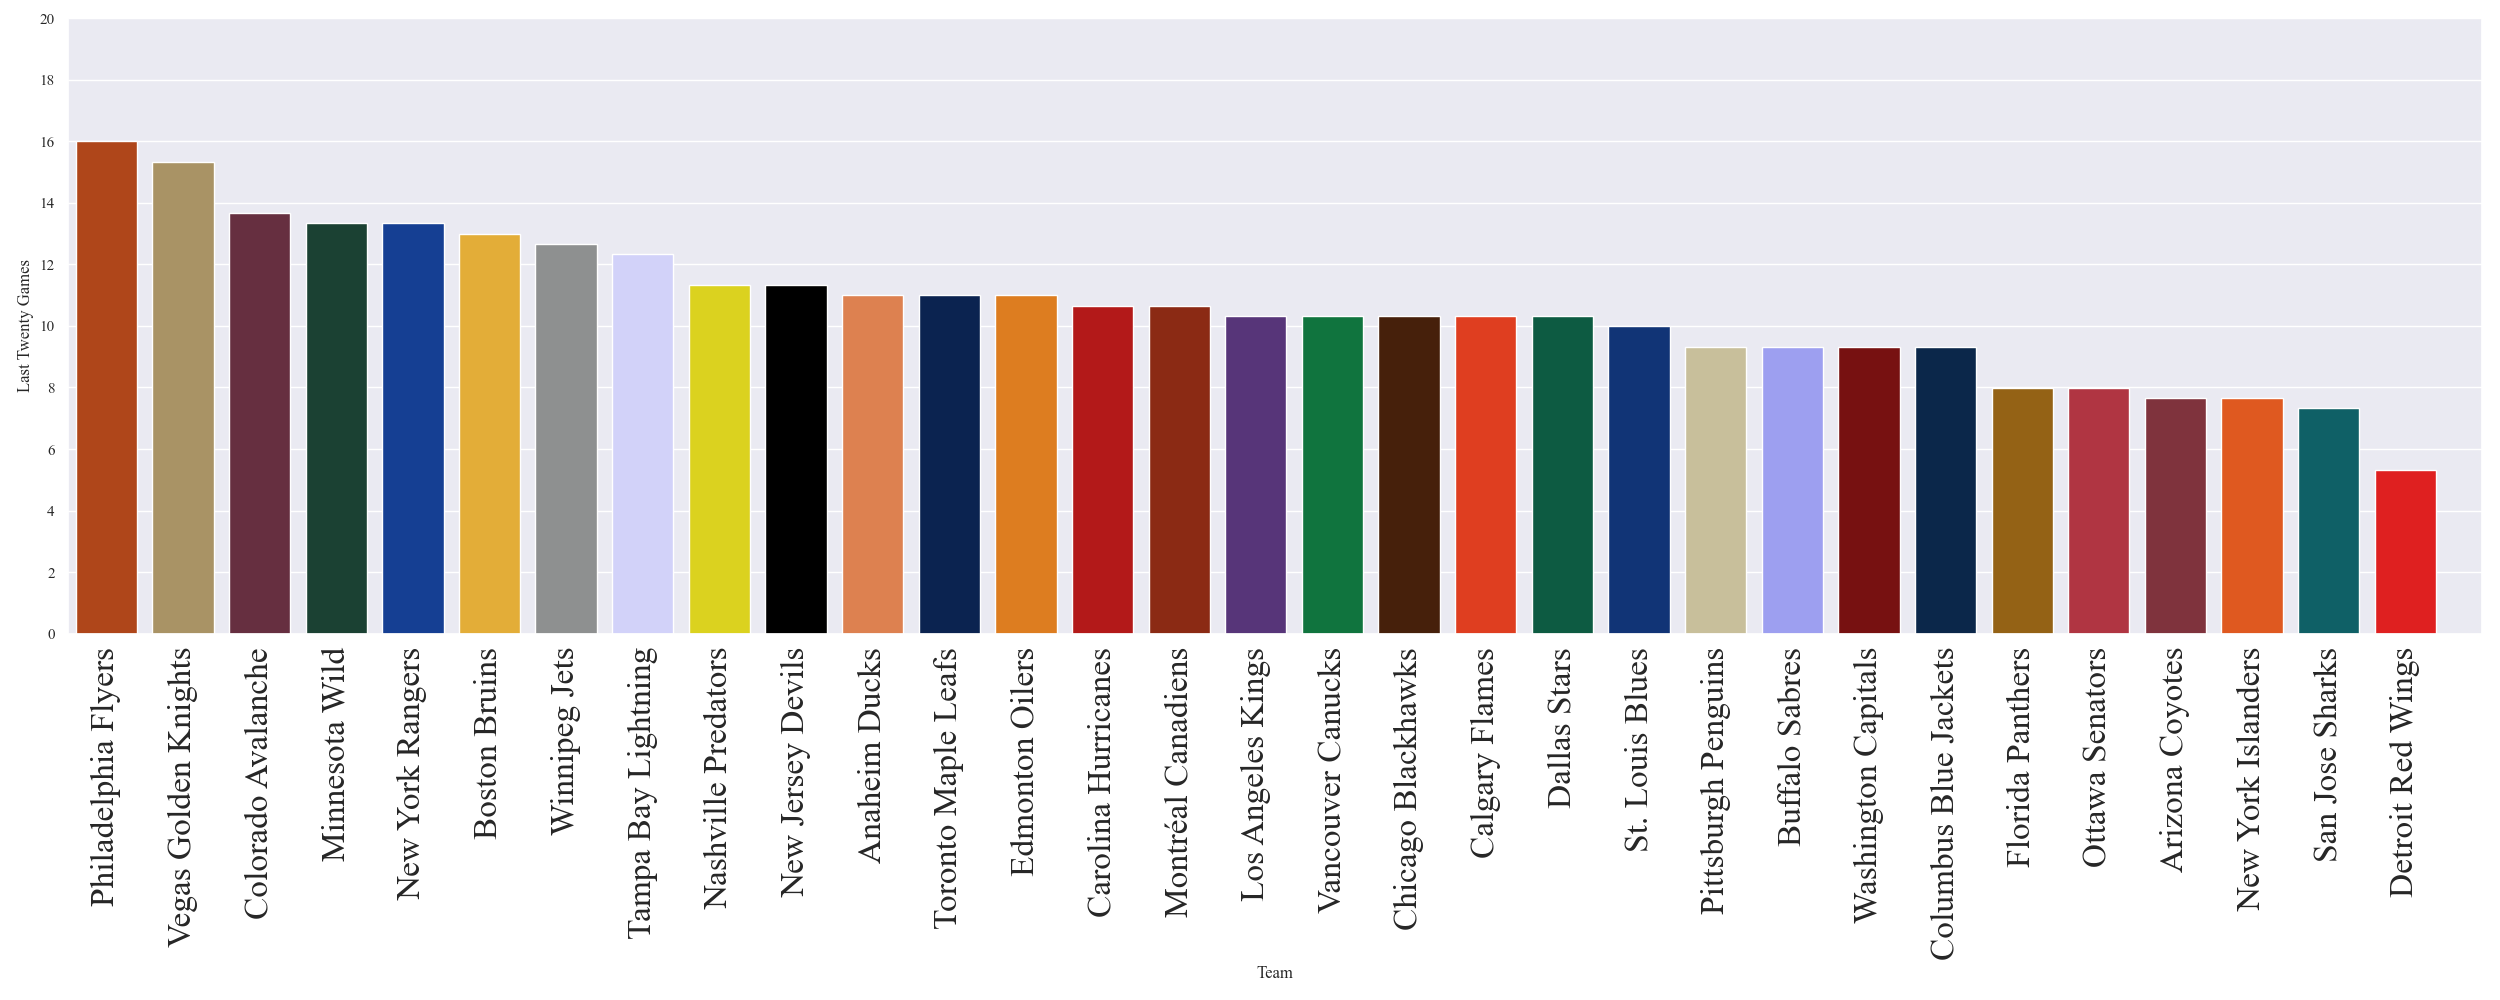 20
18
16
14
12
10
8
6
4
2
0
Last Twenty Games
Philadelphia Flyers
Vegas Golden Knights
Colorado Avalanche
Minnesota Wild
New York Rangers
Boston Bruins
Winnipeg Jets
Tampa Bay Lightning
Nashville Predators
New Jersey Devils
Anaheim Ducks
Toronto Maple Leafs
Edmonton Oilers
Carolina Hurricanes
Montréal Canadiens
Los Angeles Kings
Vancouver Canucks
Chicago Blackhawks
Calgary Flames
Dallas Stars
St. Louis Blues
Pittsburgh Penguins
Buffalo Sabres
Washington Capitals
Columbus Blue Jackets
Florida Panthers
Ottawa Senators
Arizona Coyotes
New York Islanders
San Jose Sharks
Detroit Red Wings
Team